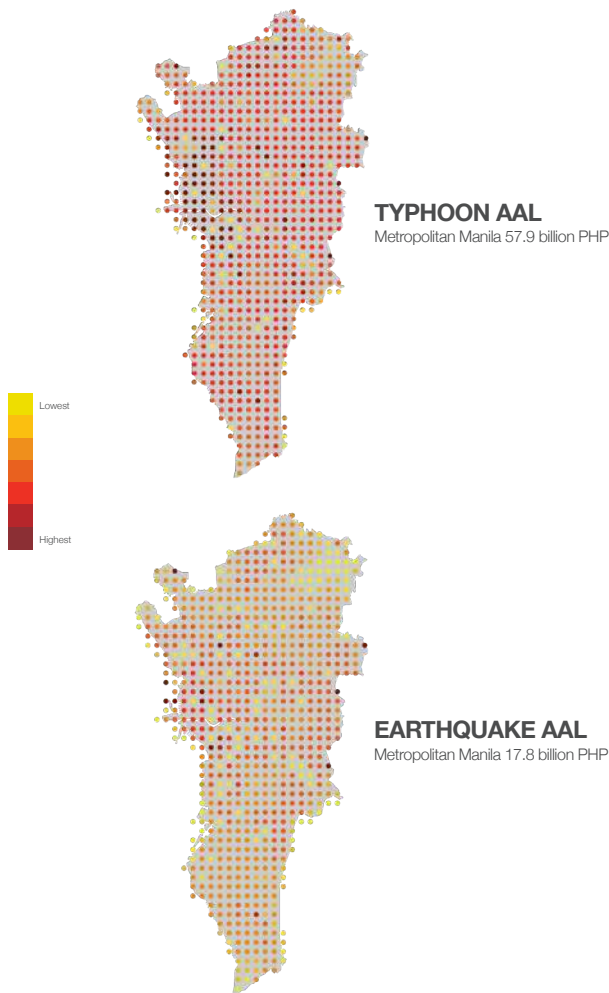 TYPHOON AAL
Metropolitan Manila 57.9 billion PHP
Lowest
Highest
EARTHQUAKE AAL
Metropolitan Manila 17.8 billion PHP